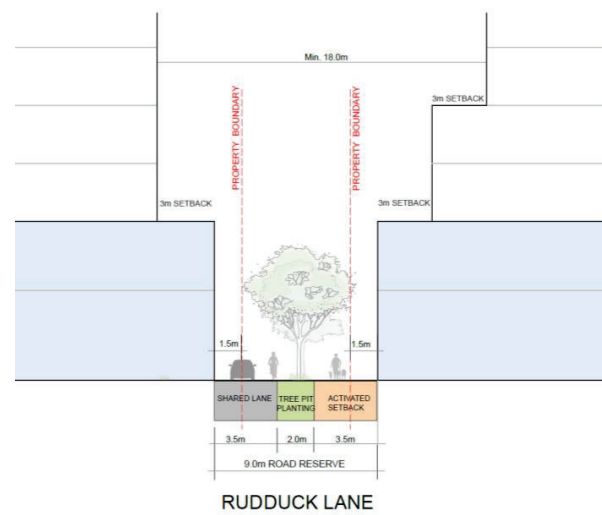 Min. 18.0m
PROPERTY BOUNDARY
PROPERTY BOUNDARY
3m SETBACK
3m SETBACK
3m SETBACK
1.5m
1.5m
SHARED LANE
TREE PIT
PLANTING
ACTIVATED
SETBACK
3.5m
2.0m
3.5m
9.0m ROAD RESERVE
RUDDUCK LANE